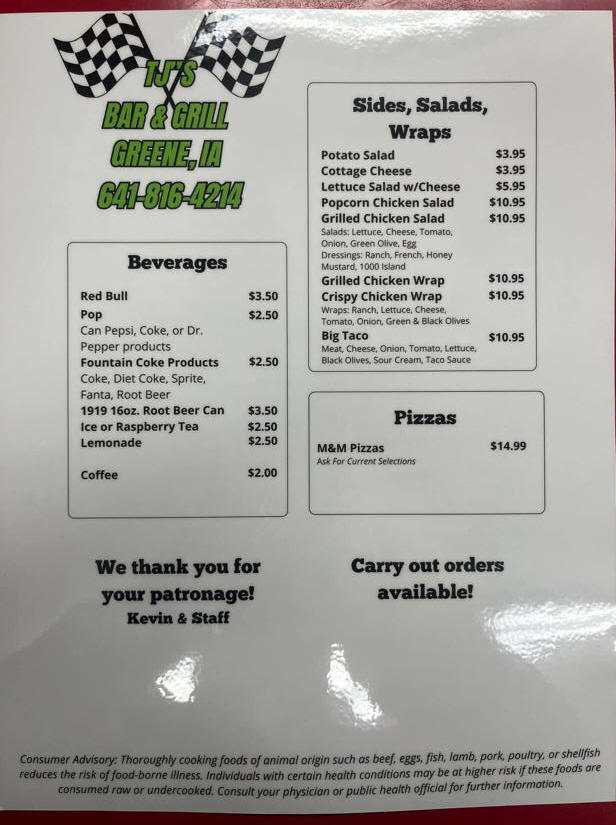 TJ'S
BAR & GRILL
GREENE, IA
641-816-4214
Beverages
Red Bull $3.50
Pop $2.50
Can Pepsi, Coke, or Dr.
Pepper products
Fountain Coke Products $2.50
Coke, Diet Coke, Sprite,
Fanta, Root Beer
1919 16oz. Root Beer Can $3.50
Ice or Raspberry Tea $2.50
Lemonade $2.50
Coffee $2.00
Sides, Salads,
Wraps
Potato Salad $3.95
Cottage Cheese $3.95
Lettuce Salad w/Cheese $5.95
Popcorn Chicken Salad $10.95
Grilled Chicken Salad $10.95
Salads: Lettuce, Cheese, Tomato,
Onion, Green Olive, Egg
Dressings: Ranch, French, Honey
Mustard, 1000 Island
Grilled Chicken Wrap $10.95
Crispy Chicken Wrap $10.95
Wraps: Ranch, Lettuce, Cheese,
Tomato, Onion, Green & Black Olives
Big Taco $10.95
Meat, Cheese, Onion, Tomato, Lettuce,
Black Olives, Sour Cream, Taco Sauce
Pizzas
M&M Pizzas $14.99
Ask For Current Selections
We thank you for
your patronage!
Kevin & Staff
Carry out orders
available!
Consumer Advisory: Thoroughly cooking foods of animal origin such as beef, eggs, fish, lamb, pork, poultry, or shellfish
reduces the risk of food-borne illness. Individuals with certain health conditions may be at higher risk if these foods are
consumed raw or undercooked. Consult your physician or public health official for further information.